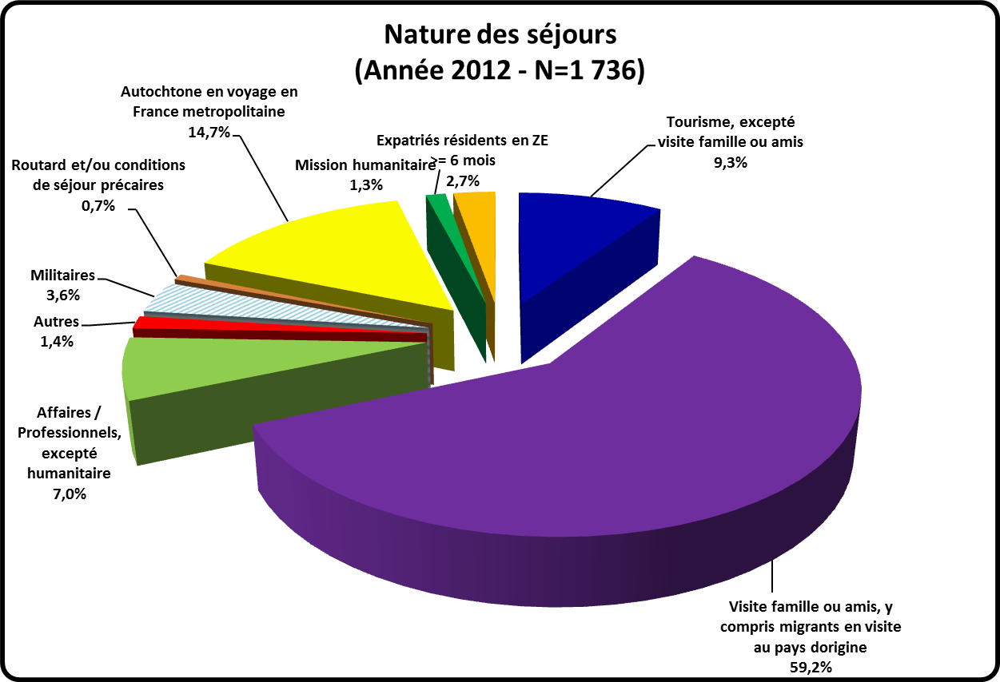 Nature des séjours
(Année 2012 - N=1 736)
Autochtone en voyage en
France metropolitaine
14,7%
Expatriés résidents en ZE
>= 6 mois
2,7%
Tourisme, excepté
visite famille ou amis
9,3%
Mission humanitaire
1,3%
Routard et/ou conditions
de séjour précaires
0,7%
Militaires
3,6%
Autres
1,4%
Affaires /
Professionnels,
excepté
humanitaire
7,0%
Visite famille ou amis, y
compris migrants en visite
au pays dorigine
59,2%